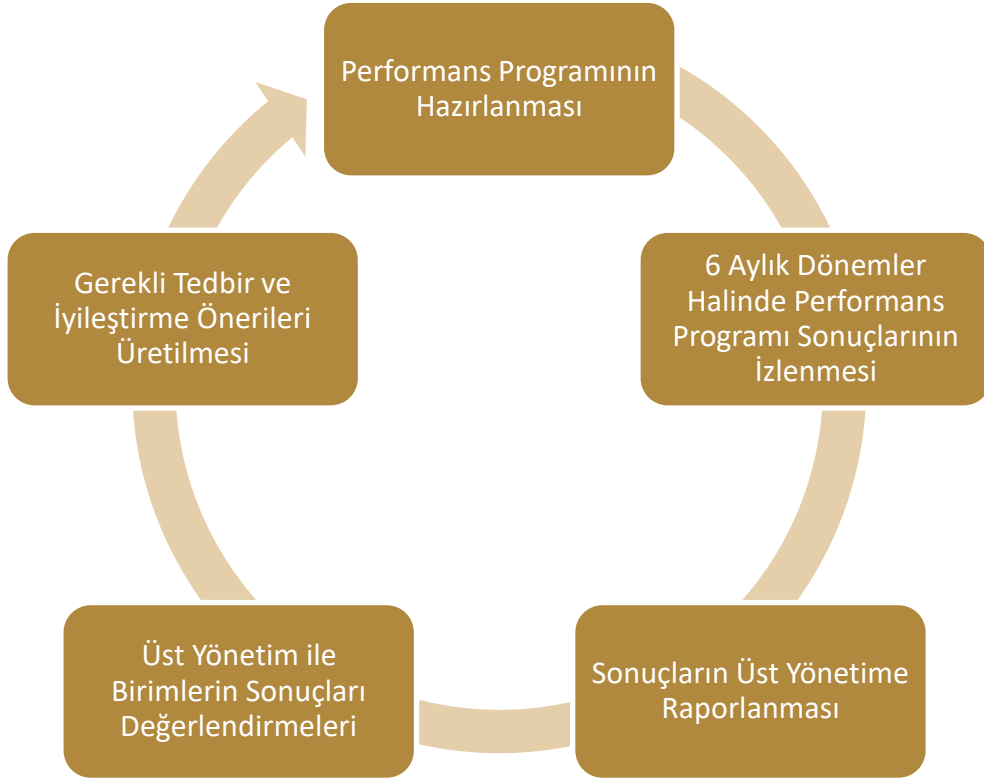 Performans Programının
Hazırlanması
6 Aylık Dönemler
Halinde Performans
Programı Sonuçlarının
İzlenmesi
Sonuçların Üst Yönetime
Raporlanması
Üst Yönetim ile
Birimlerin Sonuçları
Değerlendirmeleri
Gerekli Tedbir ve
İyileştirme Önerileri
Üretilmesi